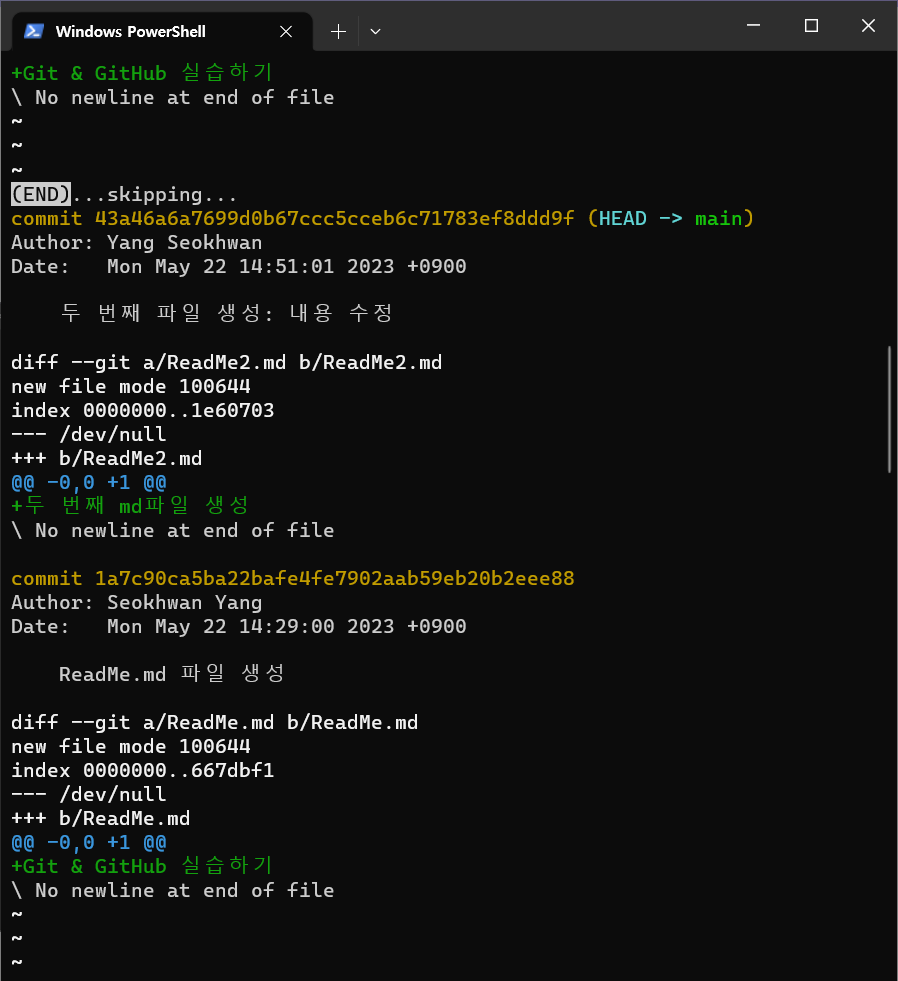 Windows PowerShell
+Git & GitHub 실습하기
\ No newline at end of file
~
~
~
(END)...skipping...
commit 43a46a6a7699d0b67ccc5cceb6c71783ef8ddd9f (HEAD -> main)
Author: Yang Seokhwan
Date:   Mon May 22 14:51:01 2023 +0900
    두 번째 파일 생성: 내용 수정
diff --git a/ReadMe2.md b/ReadMe2.md
new file mode 100644
index 0000000..1e60703
--- /dev/null
+++ b/ReadMe2.md
@@ -0,0 +1 @@
+두 번째 md파일 생성
\ No newline at end of file
commit 1a7c90ca5ba22bafe4fe7902aab59eb20b2eee88
Author: Seokhwan Yang
Date:   Mon May 22 14:29:00 2023 +0900
    ReadMe.md 파일 생성
diff --git a/ReadMe.md b/ReadMe.md
new file mode 100644
index 0000000..667dbf1
--- /dev/null
+++ b/ReadMe.md
@@ -0,0 +1 @@
+Git & GitHub 실습하기
\ No newline at end of file
~
~
~